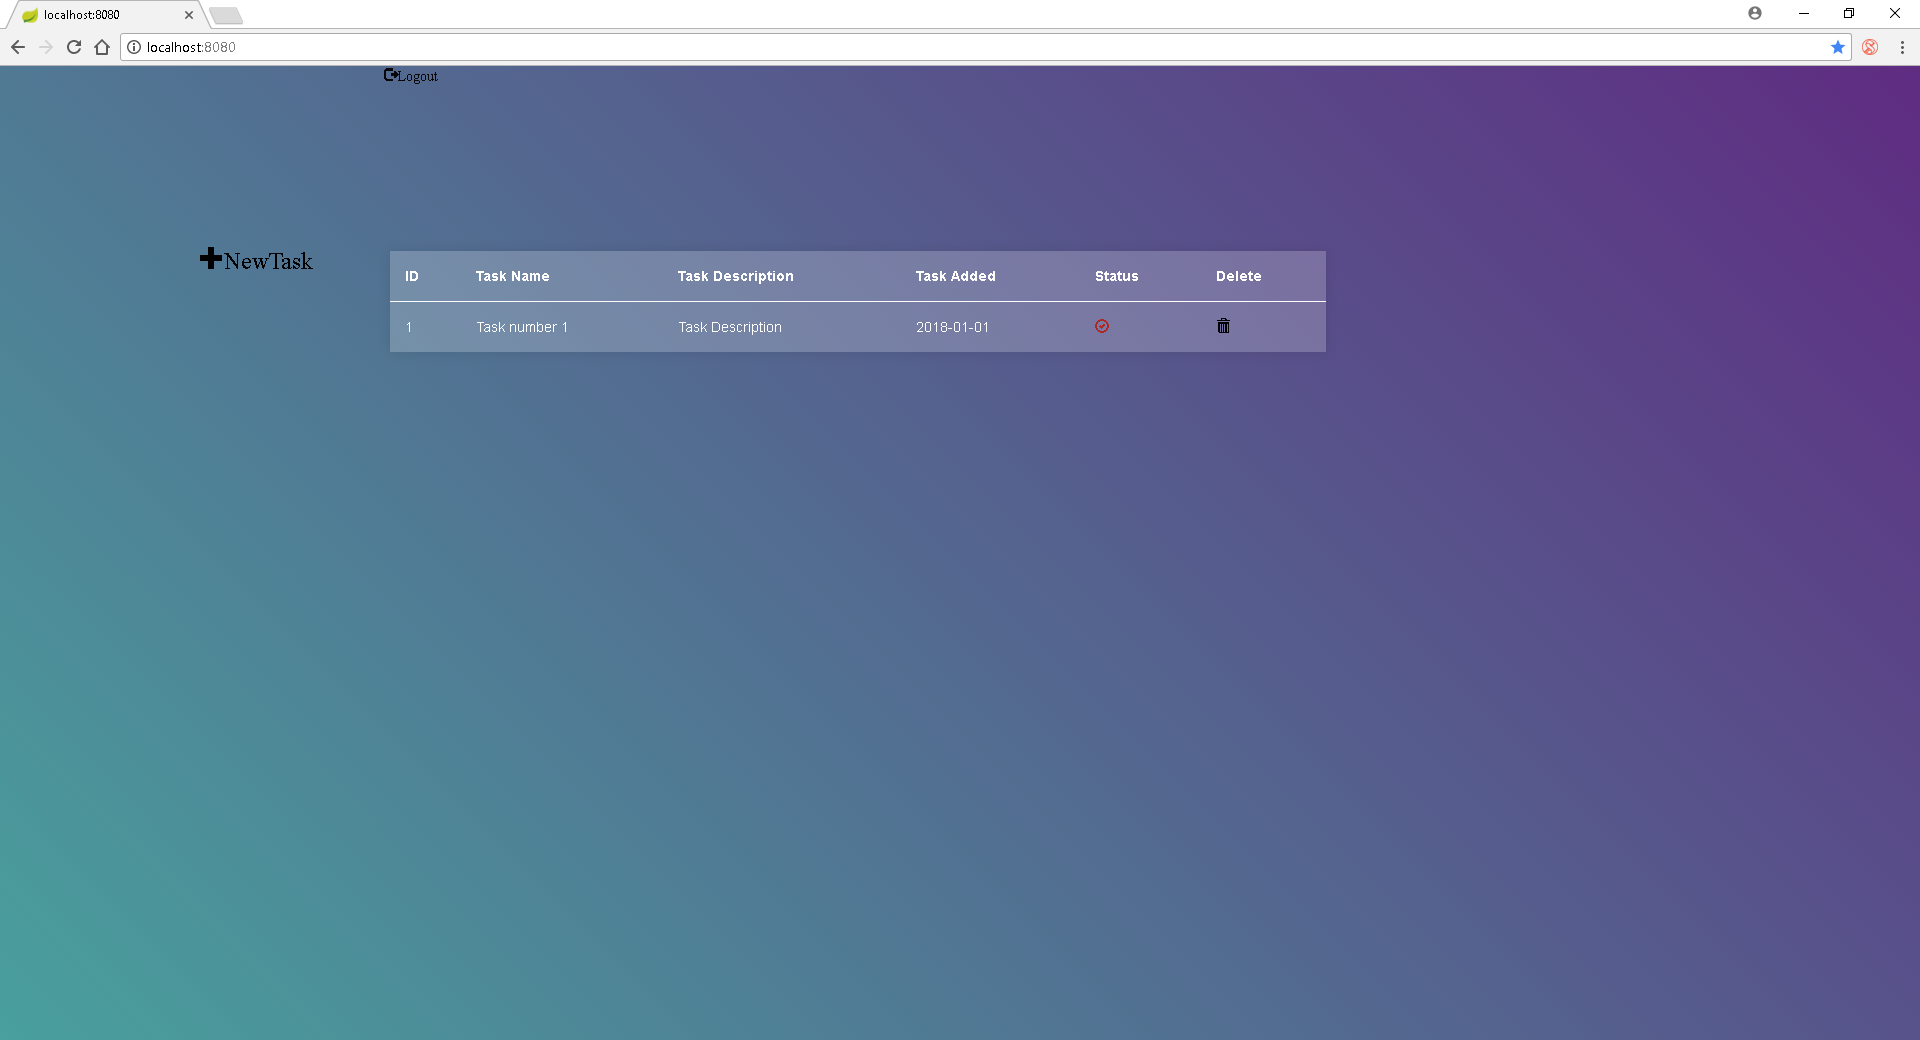 localhost:8080
localhost:8080
Logout
NewTask
ID Task Name Task Description Task Added Status Delete
1 Task number 1 Task Description 2018-01-01